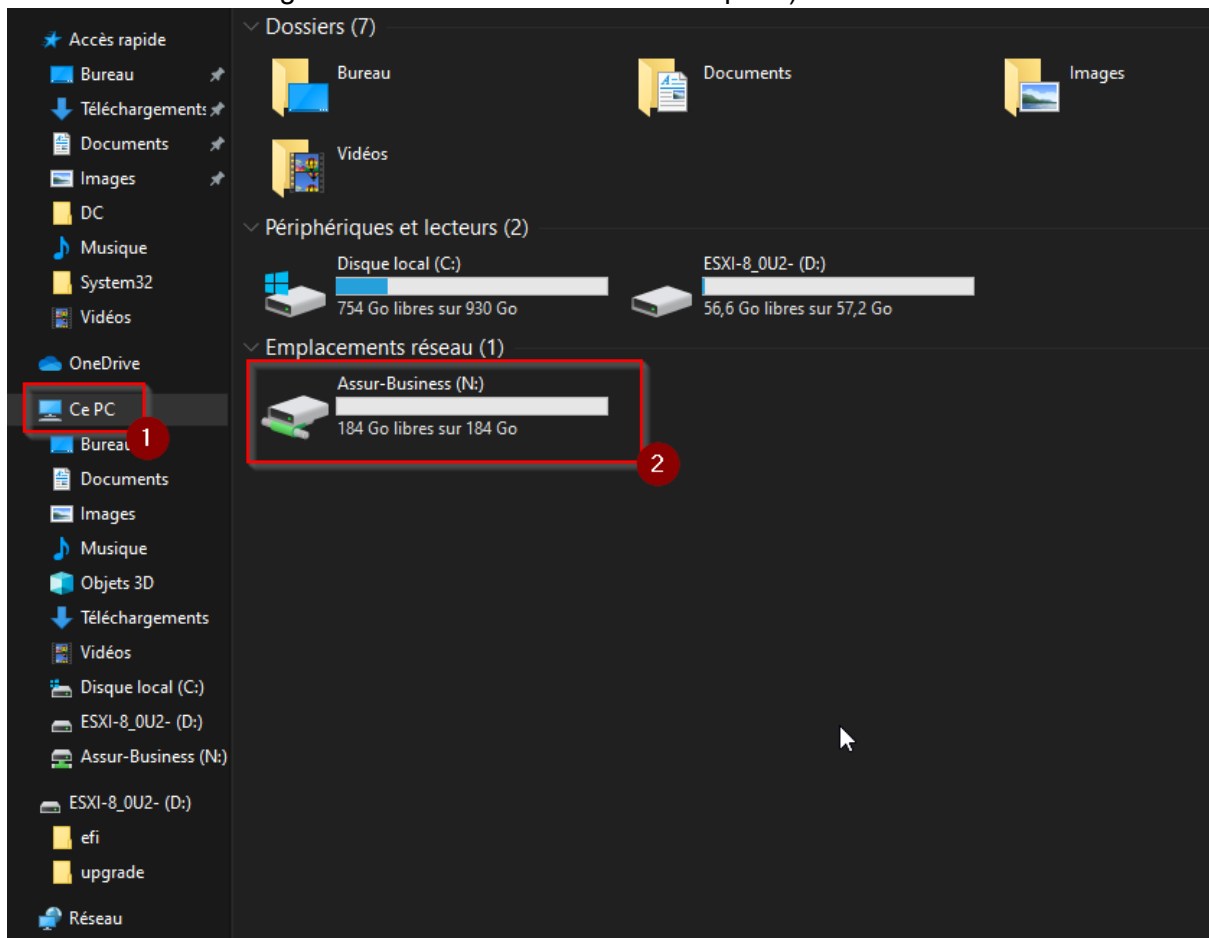 Accès rapide
Bureau
Téléchargements
Documents
Images
DC
Musique
System32
Vidéos
OneDrive
Ce PC
1
Bureau
Documents
Images
Musique
Objets 3D
Téléchargements
Vidéos
Disque local (C:)
ESXI-8_0U2- (D:)
Assur-Business (N:)
ESXI-8_0U2- (D:)
efi
upgrade
Réseau
Dossiers (7)
Bureau
Documents
Images
Vidéos
Périphériques et lecteurs (2)
Disque local (C:)
754 Go libres sur 930 Go
ESXI-8_0U2- (D:)
56,6 Go libres sur 57,2 Go
Emplacements réseau (1)
Assur-Business (N:)
184 Go libres sur 184 Go
2